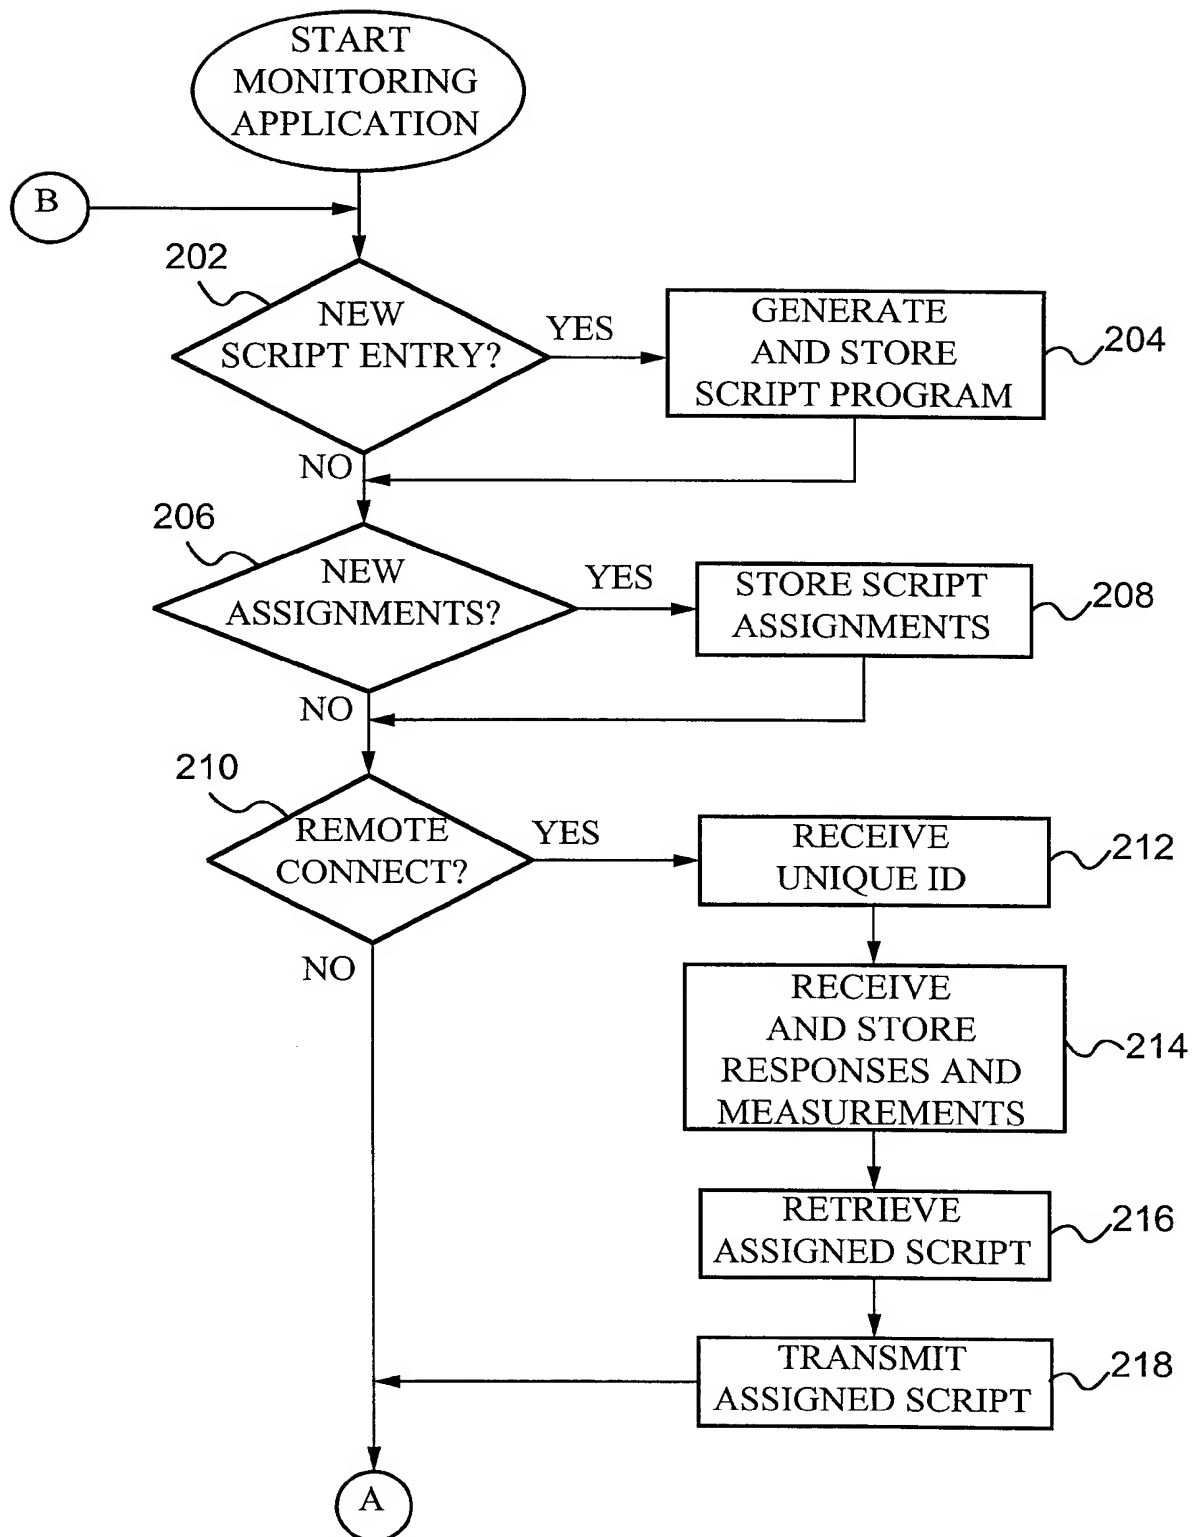 START
MONITORING
APPLICATION
B
202
NEW
SCRIPT ENTRY?
YES
GENERATE
AND STORE
SCRIPT PROGRAM
204
NO
206
NEW
ASSIGNMENTS?
YES
STORE SCRIPT
ASSIGNMENTS
208
NO
210
REMOTE
CONNECT?
YES
RECEIVE
UNIQUE ID
212
NO
RECEIVE
AND STORE
RESPONSES AND
MEASUREMENTS
214
RETRIEVE
ASSIGNED SCRIPT
216
TRANSMIT
ASSIGNED SCRIPT
218
A